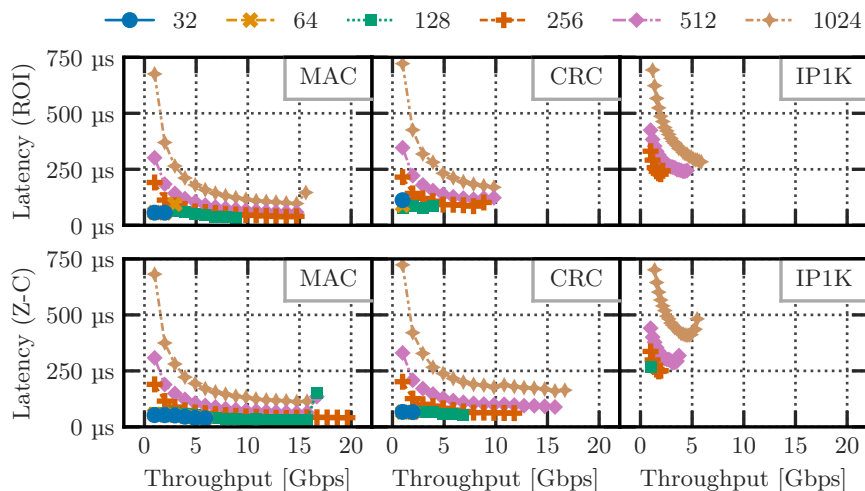 32 64 128 256 512 1024
750 µs
500 µs
250 µs
0 µs
Latency (ROI)
MAC CRC IP1K
750 µs
500 µs
250 µs
0 µs
Latency (Z-C)
MAC CRC IP1K
0 5 10 15 20 0 5 10 15 20 0 5 10 15 20
Throughput [Gbps] Throughput [Gbps] Throughput [Gbps]